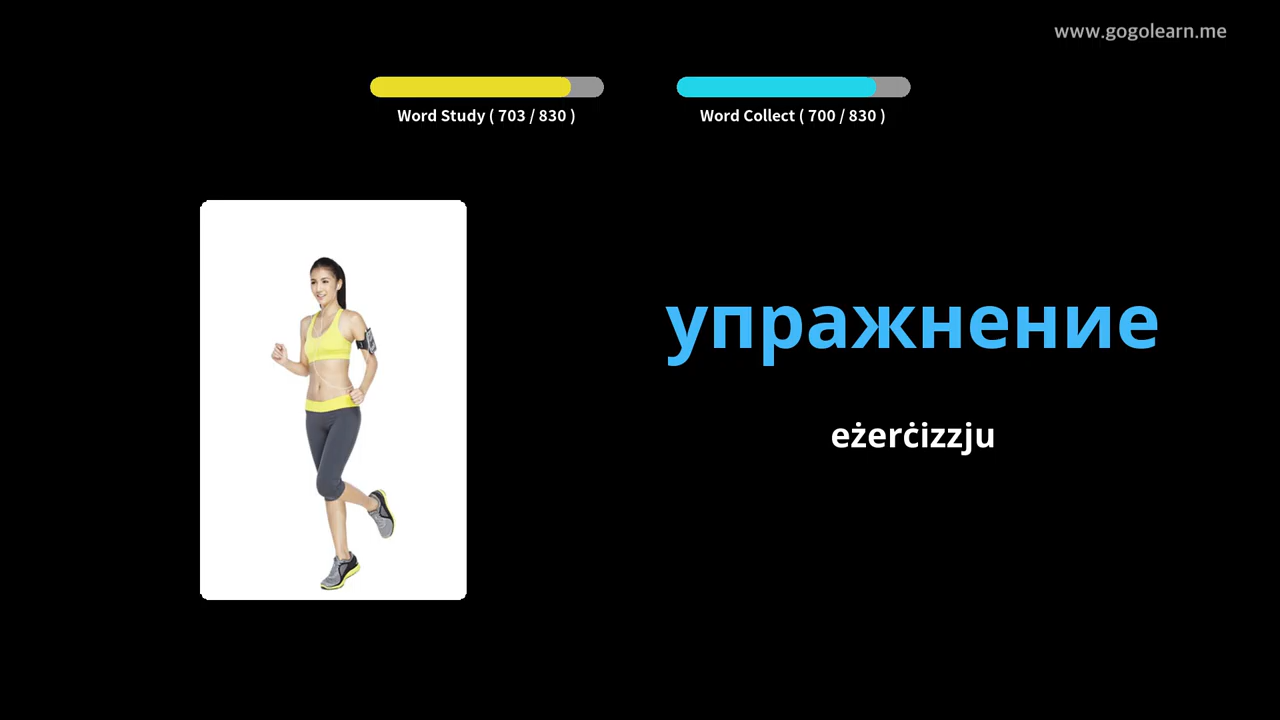 www.gogolearn.me
Word Study ( 703 / 830 )
Word Collect ( 700 / 830 )
упражнение
eżerċizzju